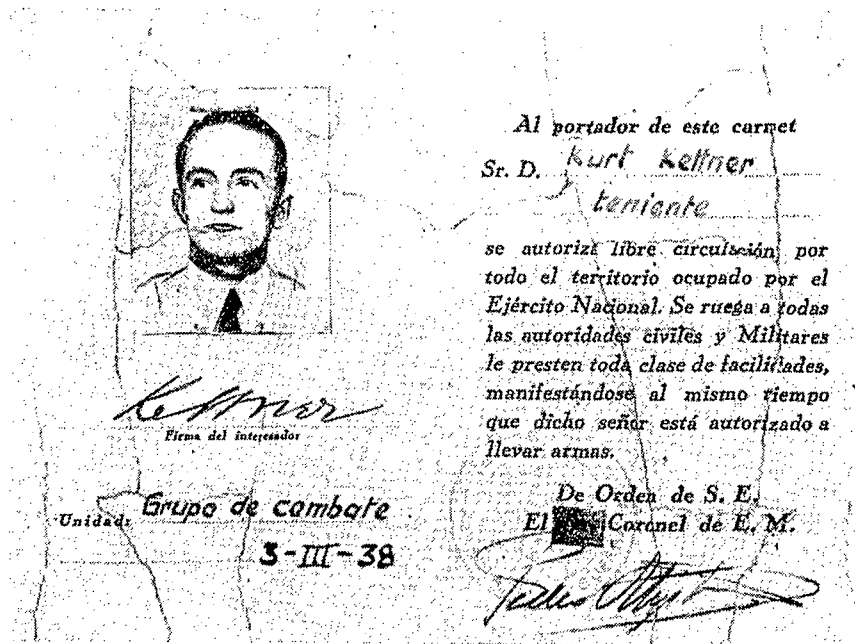 Kettner
Firma del interesado
Unidad: Grupo de combate
3-III-38
Al portador de este carnet
Sr. D. Kurt Kettner
teniente
se autoriza libre circulación por
todo el territorio ocupado por el
Ejército Nacional. Se ruega a todas
las autoridades civiles y Militares
le presten toda clase de facilidades,
manifestándose al mismo tiempo
que dicho señor está autorizado a
llevar armas.
De Orden de S. E.
El Coronel de E. M.